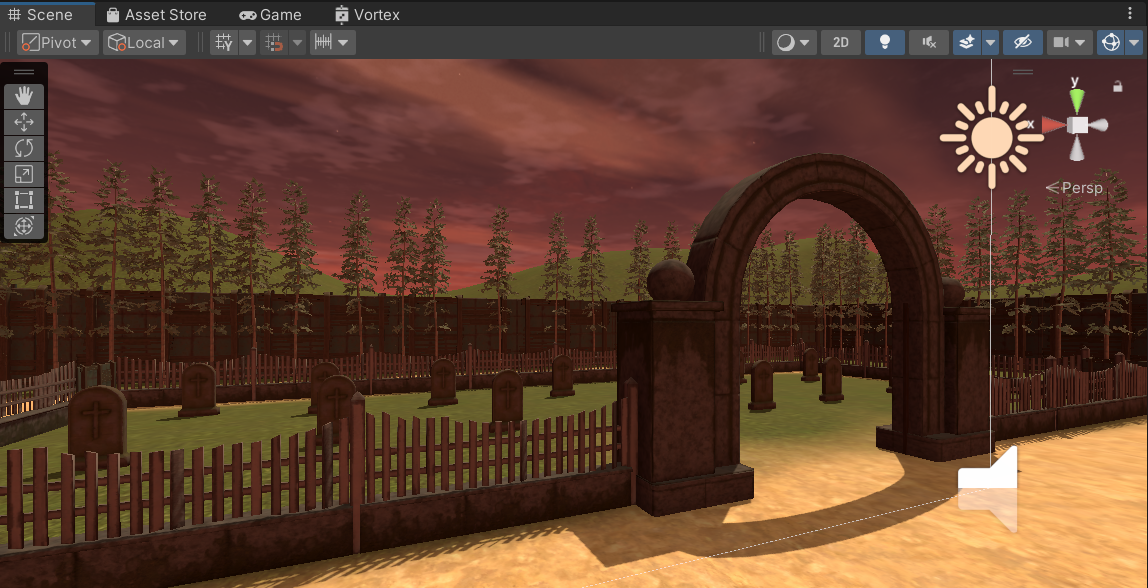 Scene Asset Store Game Vortex
Pivot Local 2D
y
x
Persp